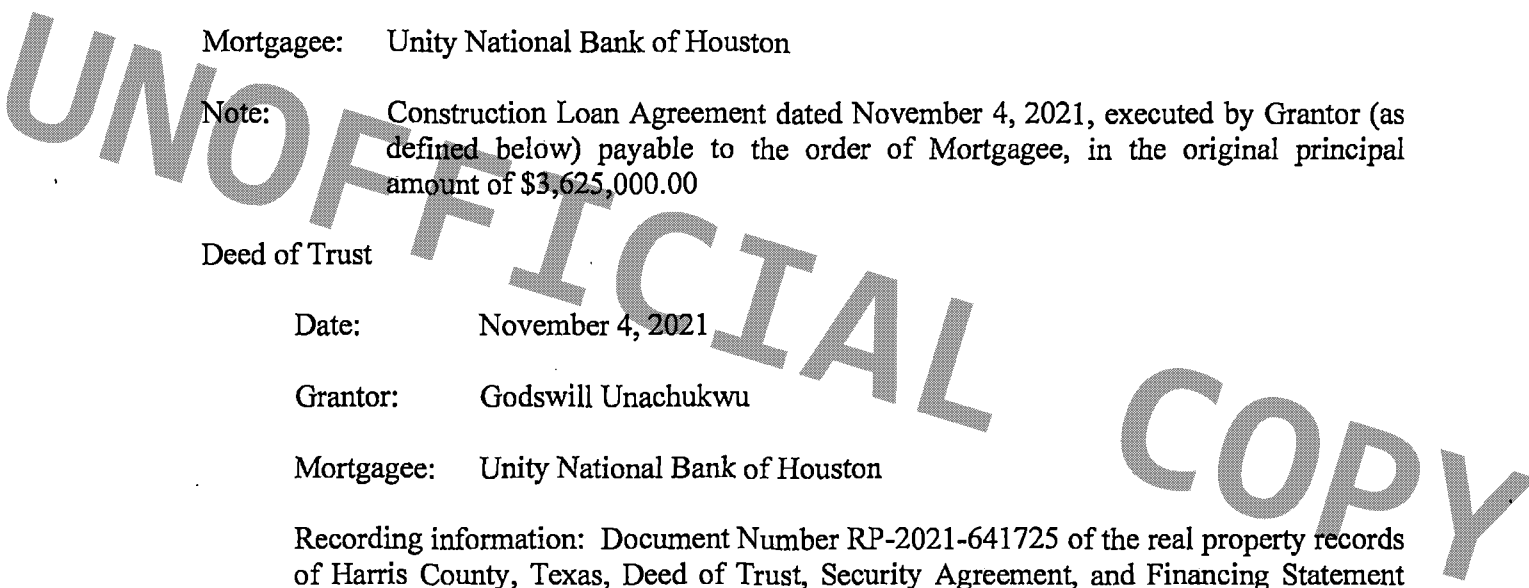 Mortgagee: Unity National Bank of Houston
Note: Construction Loan Agreement dated November 4, 2021, executed by Grantor (as
defined below) payable to the order of Mortgagee, in the original principal
amount of $3,625,000.00
Deed of Trust
Date: November 4, 2021
Grantor: Godswill Unachukwu
Mortgagee: Unity National Bank of Houston
Recording information: Document Number RP-2021-641725 of the real property records
of Harris County, Texas, Deed of Trust, Security Agreement, and Financing Statement
UNOFFICIAL COPY